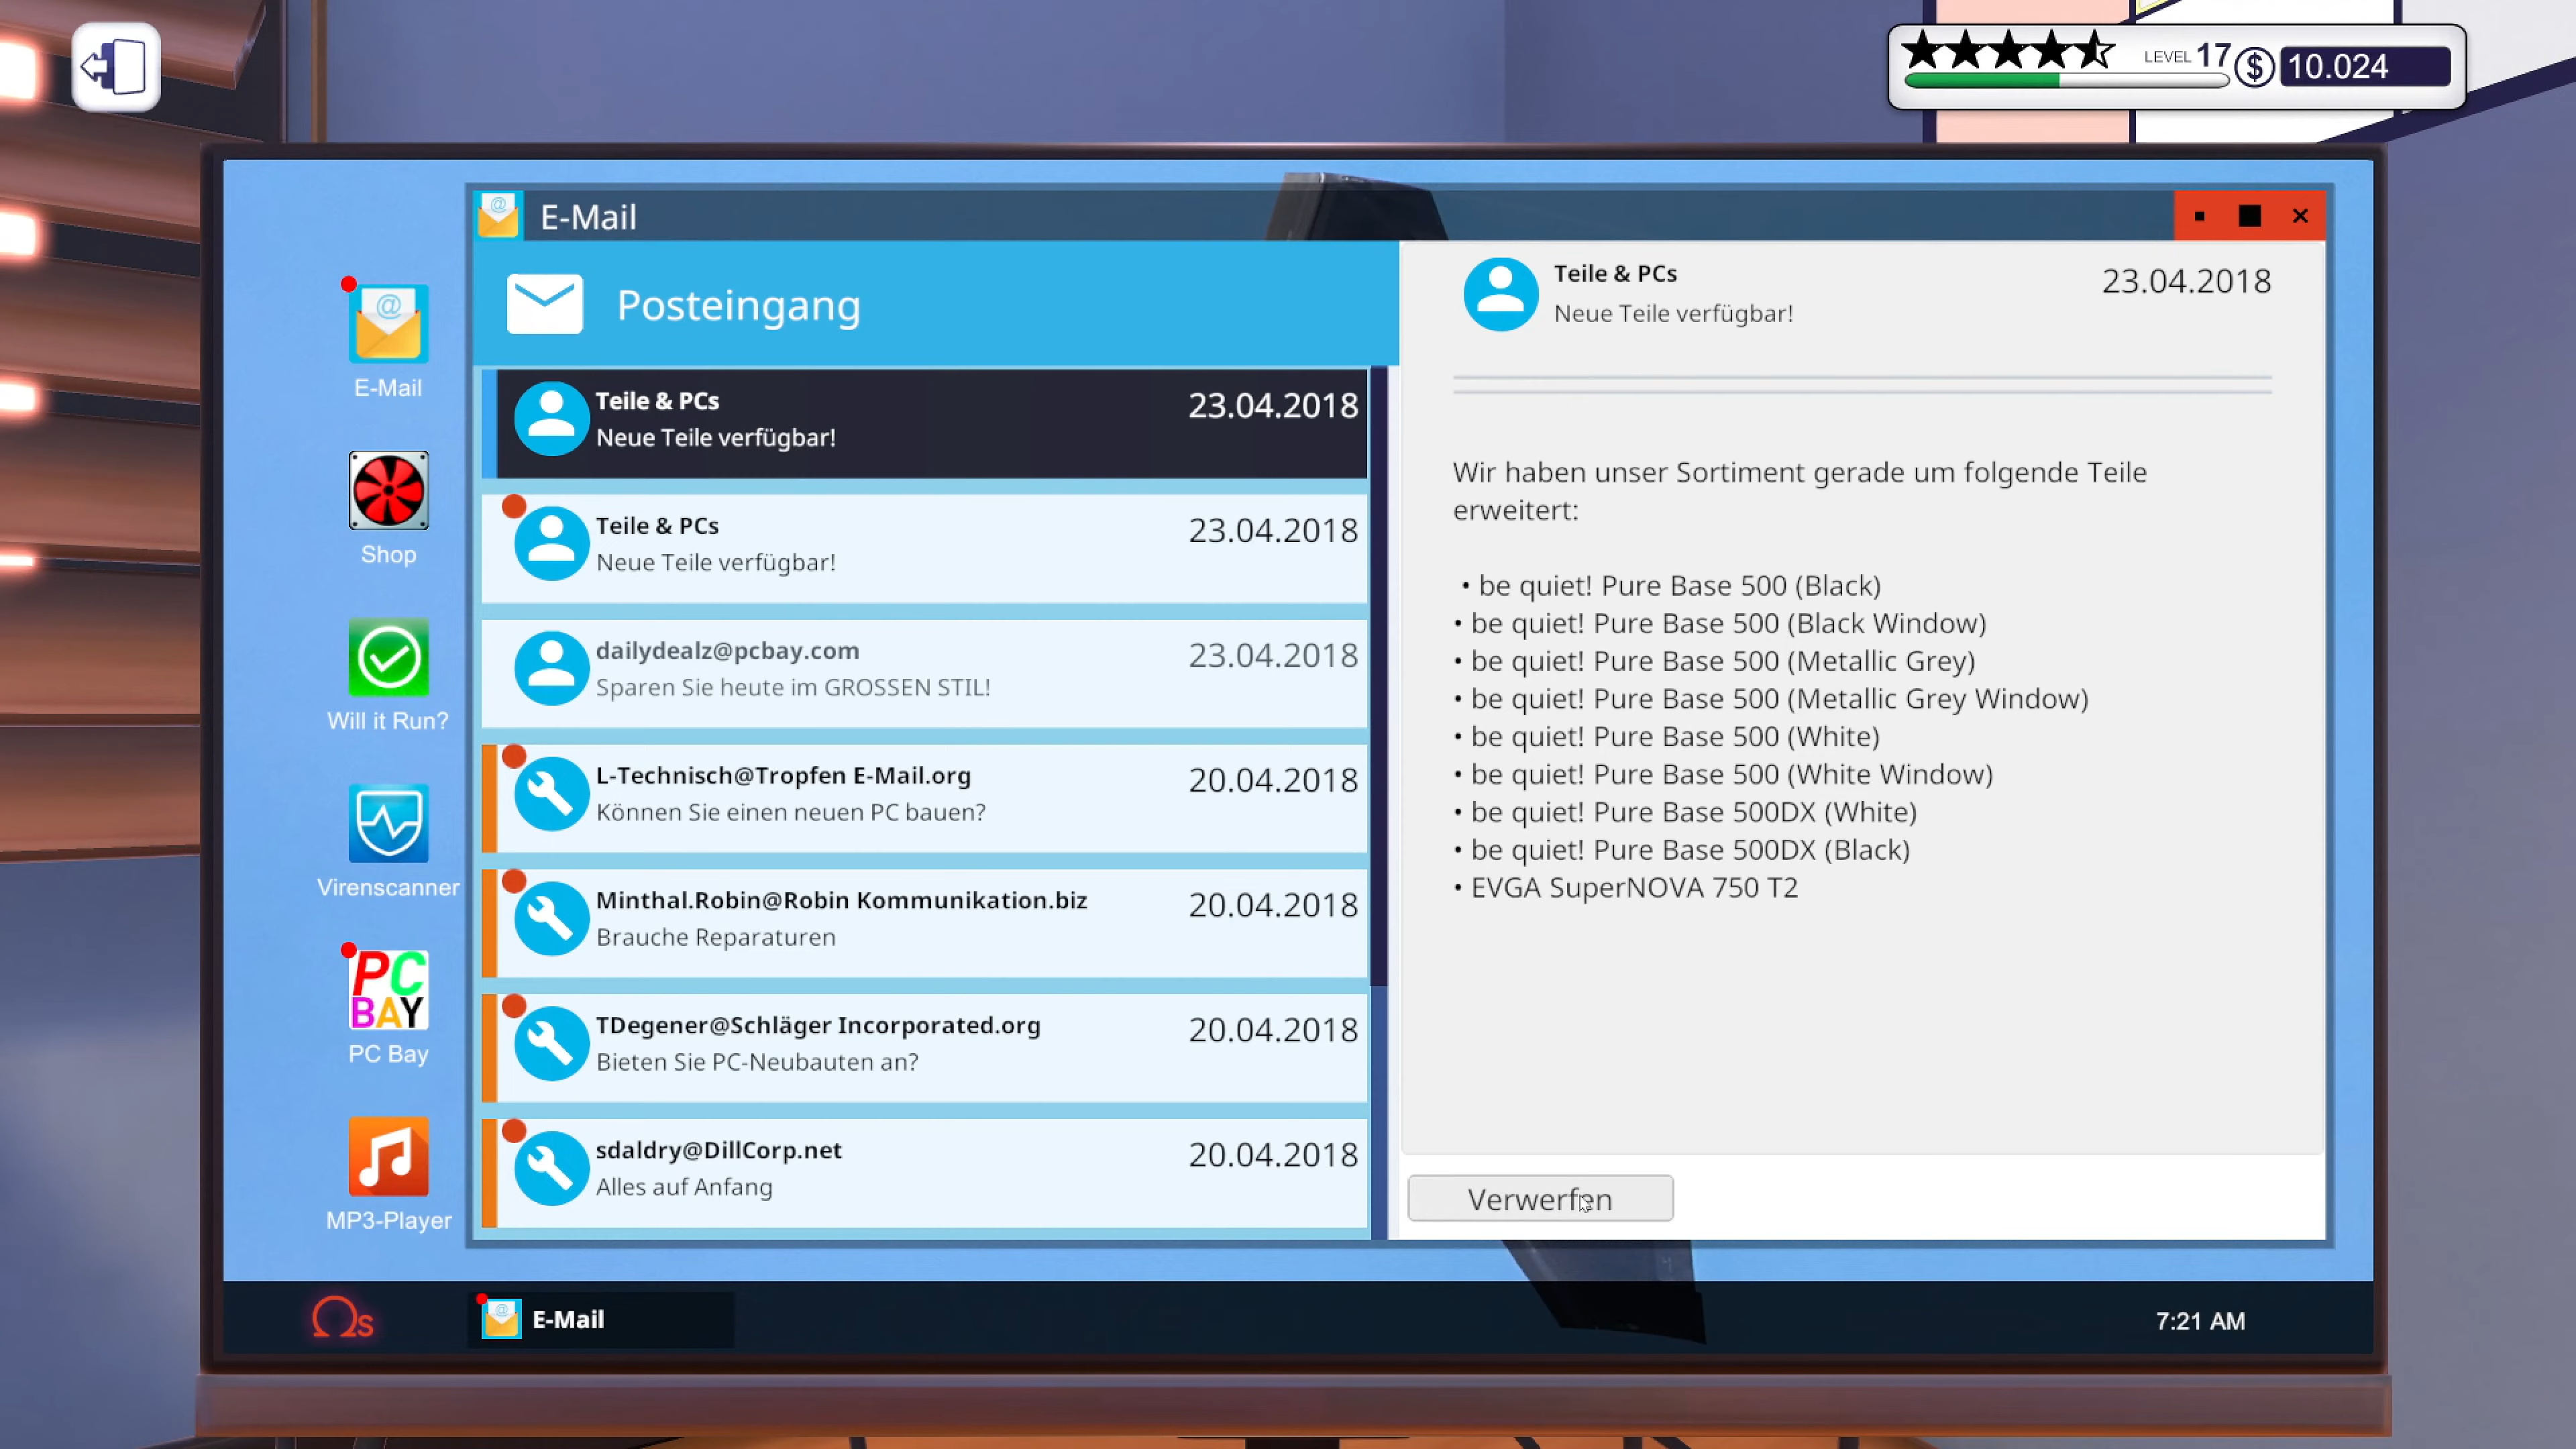 LEVEL 17
$ 10.024
E-Mail
Posteingang
Teile & PCs
23.04.2018
Neue Teile verfügbar!
Teile & PCs
23.04.2018
Neue Teile verfügbar!
dailydealz@pcbay.com
23.04.2018
Sparen Sie heute im GROSSEN STIL!
L-Technisch@Tropfen E-Mail.org
20.04.2018
Können Sie einen neuen PC bauen?
Minthal.Robin@Robin Kommunikation.biz
20.04.2018
Brauche Reparaturen
TDegener@Schläger Incorporated.org
20.04.2018
Bieten Sie PC-Neubauten an?
sdaldry@DillCorp.net
20.04.2018
Alles auf Anfang
Teile & PCs
23.04.2018
Neue Teile verfügbar!
Wir haben unser Sortiment gerade um folgende Teile
erweitert:
• be quiet! Pure Base 500 (Black)
• be quiet! Pure Base 500 (Black Window)
• be quiet! Pure Base 500 (Metallic Grey)
• be quiet! Pure Base 500 (Metallic Grey Window)
• be quiet! Pure Base 500 (White)
• be quiet! Pure Base 500 (White Window)
• be quiet! Pure Base 500DX (White)
• be quiet! Pure Base 500DX (Black)
• EVGA SuperNOVA 750 T2
Verwerfen
E-Mail
Shop
Will it Run?
Virenscanner
PC
BAY
PC Bay
MP3-Player
Ωs
E-Mail
7:21 AM